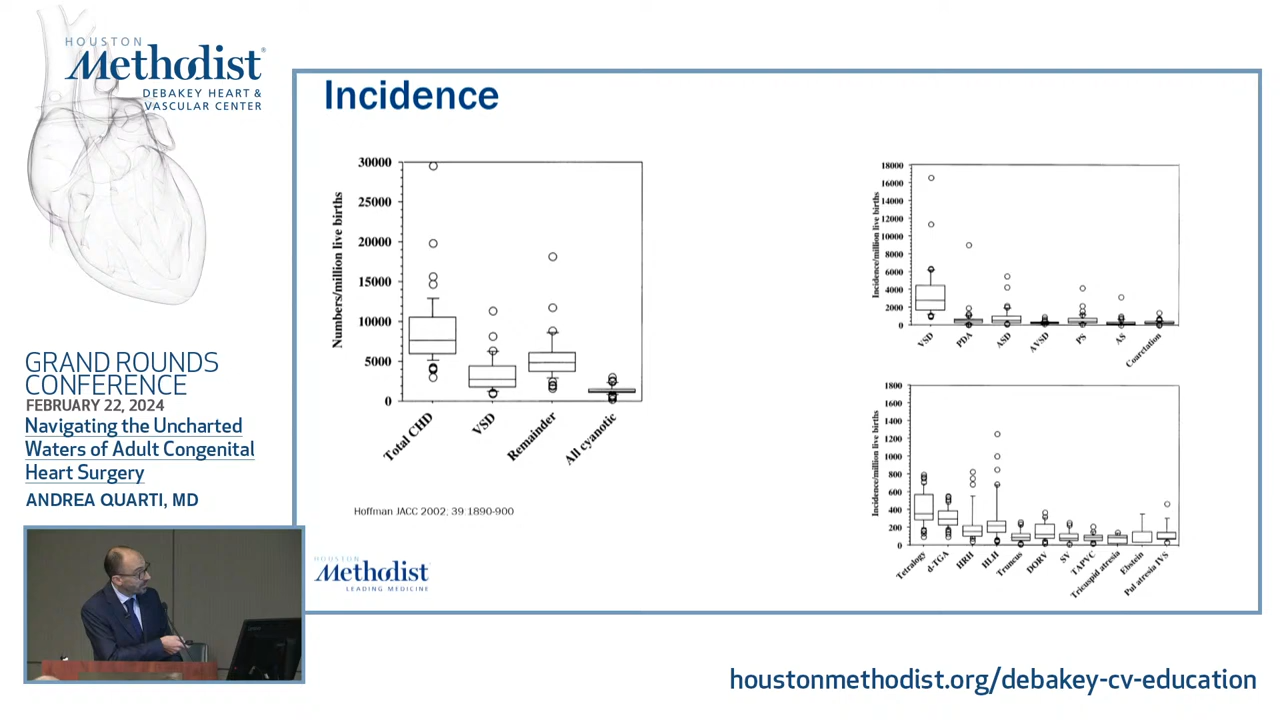 HOUSTON
Methodist®
DEBAKEY HEART &
VASCULAR CENTER
GRAND ROUNDS
CONFERENCE
FEBRUARY 22, 2024
Navigating the Uncharted
Waters of Adult Congenital
Heart Surgery
ANDREA QUARTI, MD
Incidence
Numbers/million live births
30000
25000
20000
15000
10000
5000
0
Total CHD
VSD
Remainder
All cyanotic
Hoffman JACC 2002, 39 1890-900
HOUSTON
Methodist
LEADING MEDICINE
Incidence/million live births
18000
16000
14000
12000
10000
8000
6000
4000
2000
0
VSD
PDA
ASD
AVSD
PS
AS
Coarctation
Incidence/million live births
1800
1600
1400
1200
1000
800
600
400
200
0
Tetralogy
d-TGA
HRH
HLH
Truncus
DORV
SV
TAPVC
Tricuspid atresia
Ebstein
Pul atresia IVS
houstonmethodist.org/debakey-cv-education